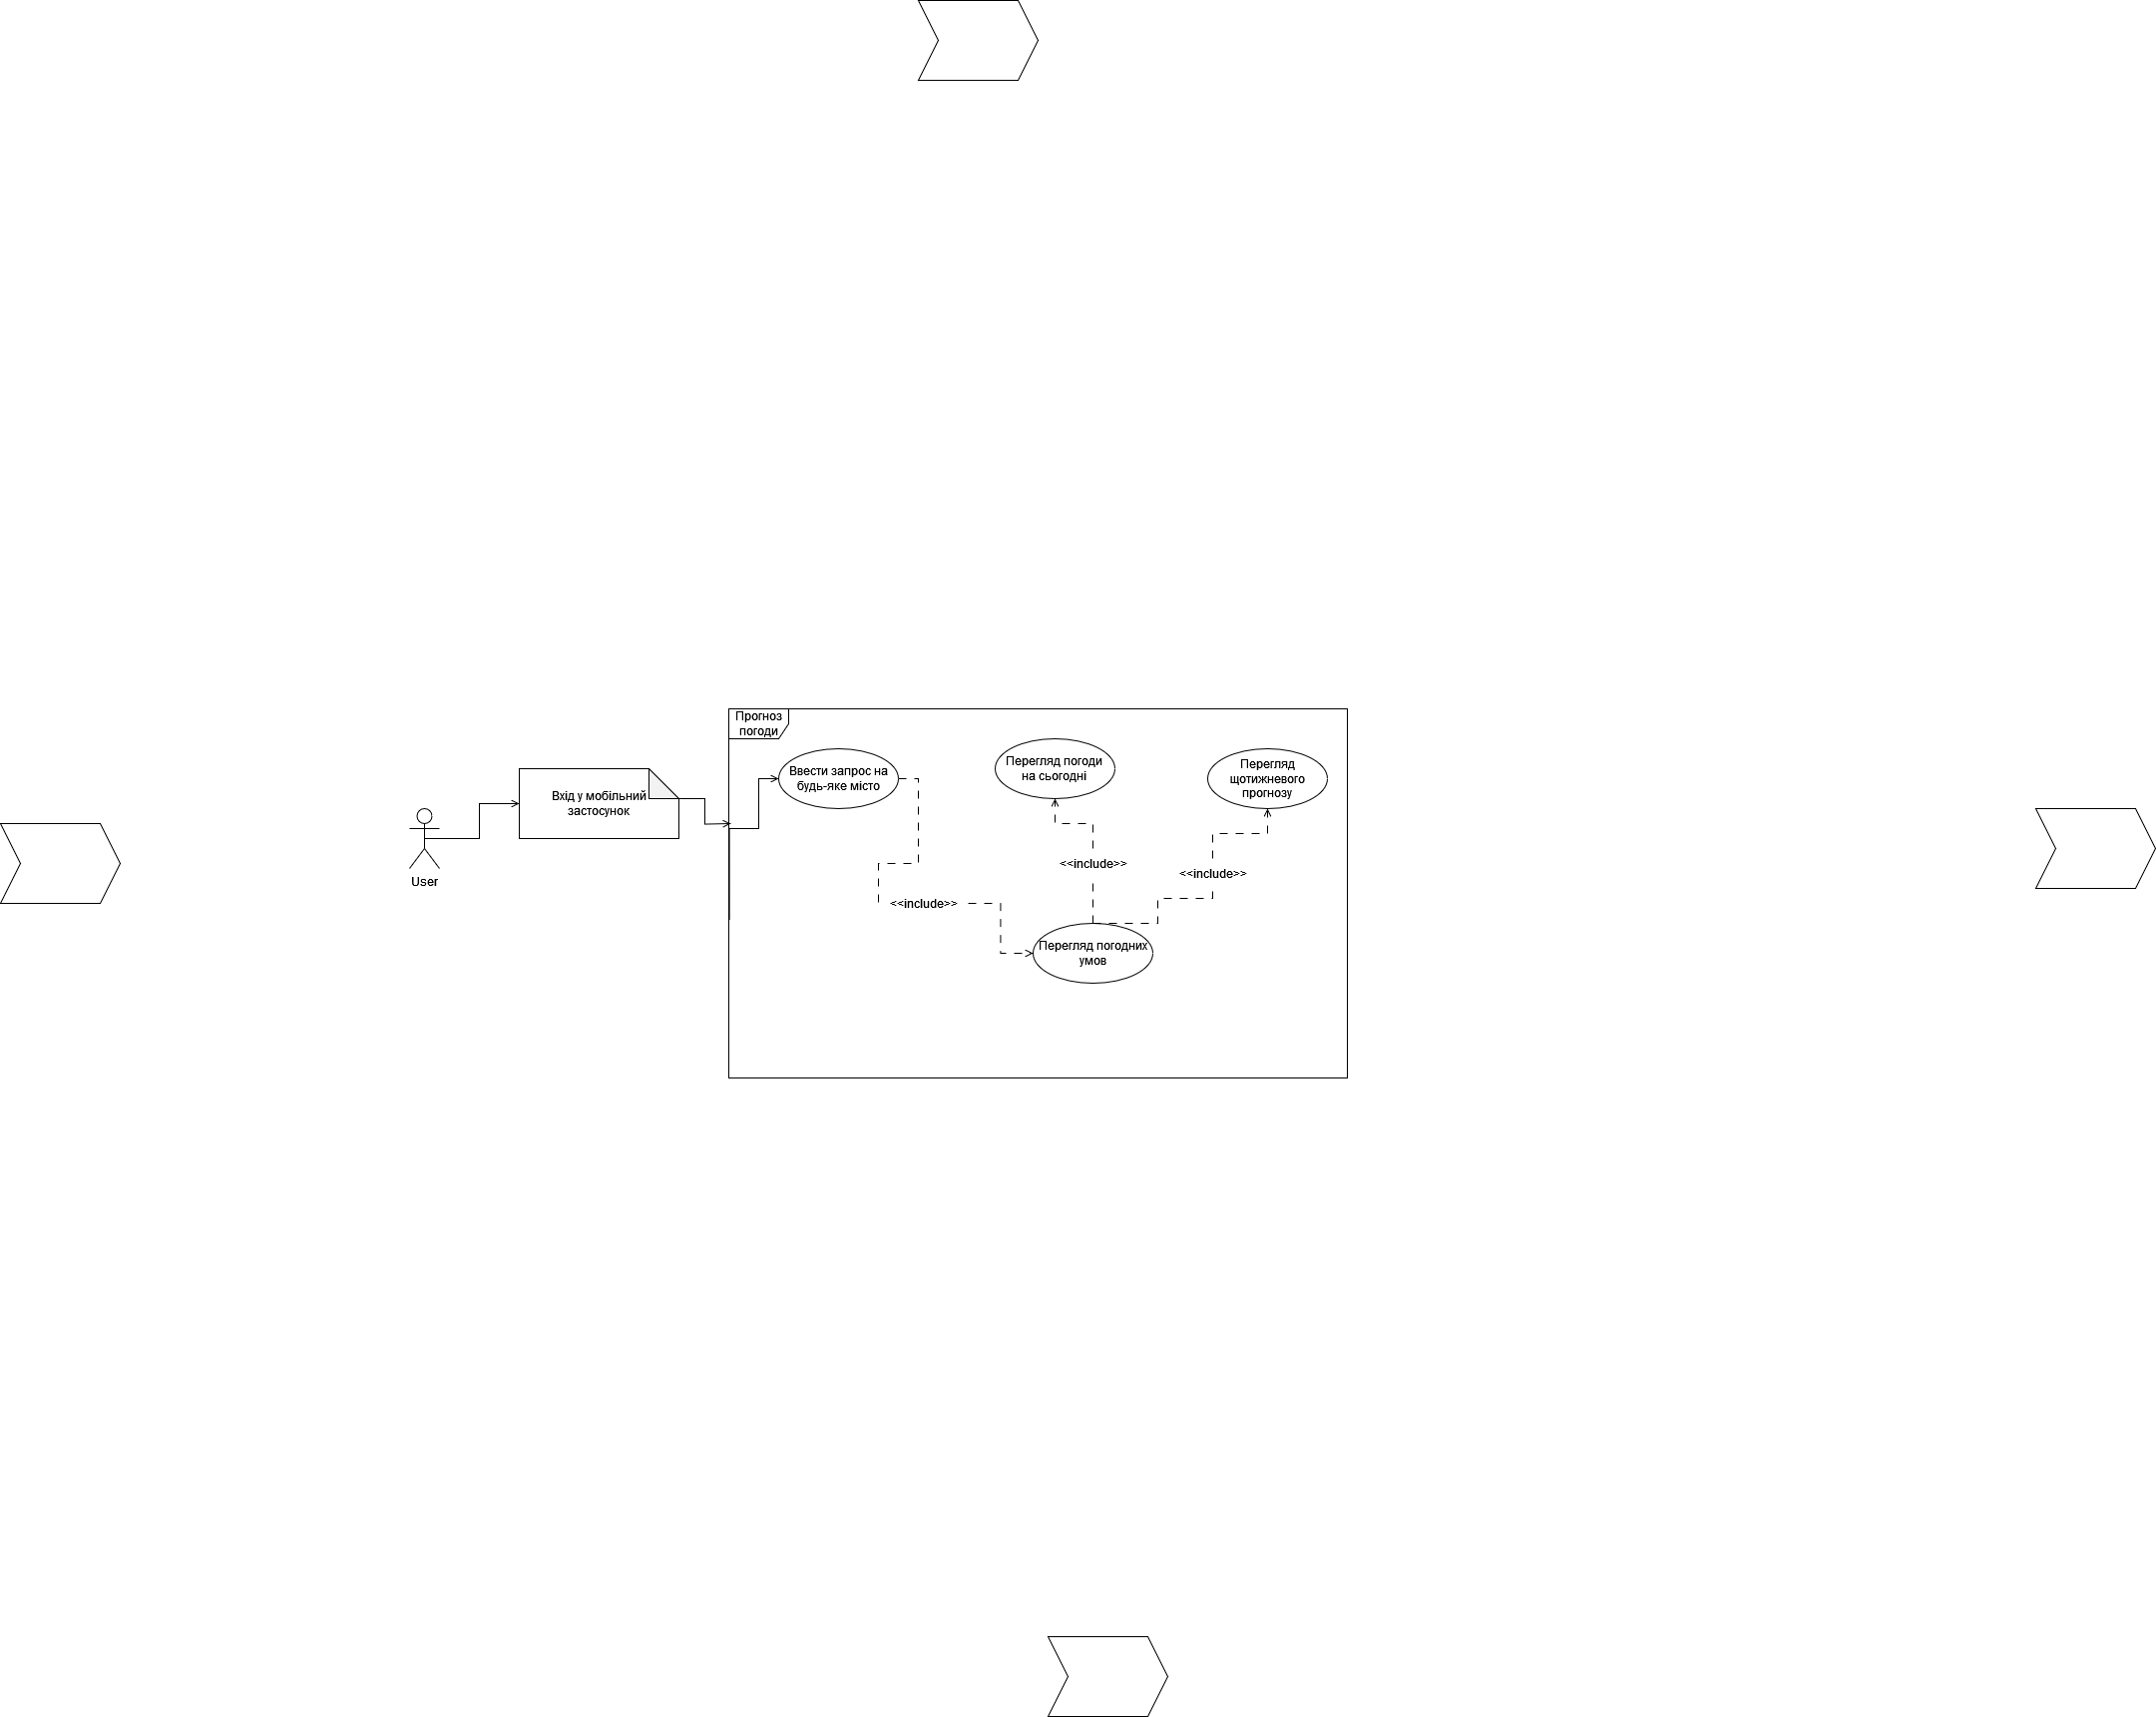 Прогноз
погоди
Ввести запрос на
будь-яке місто
Перегляд погоди
на сьогодні
Перегляд
щотижневого
прогнозу
Вхід у мобільний
застосунок
User
<<include>>
<<include>>
<<include>>
Перегляд погодних
умов